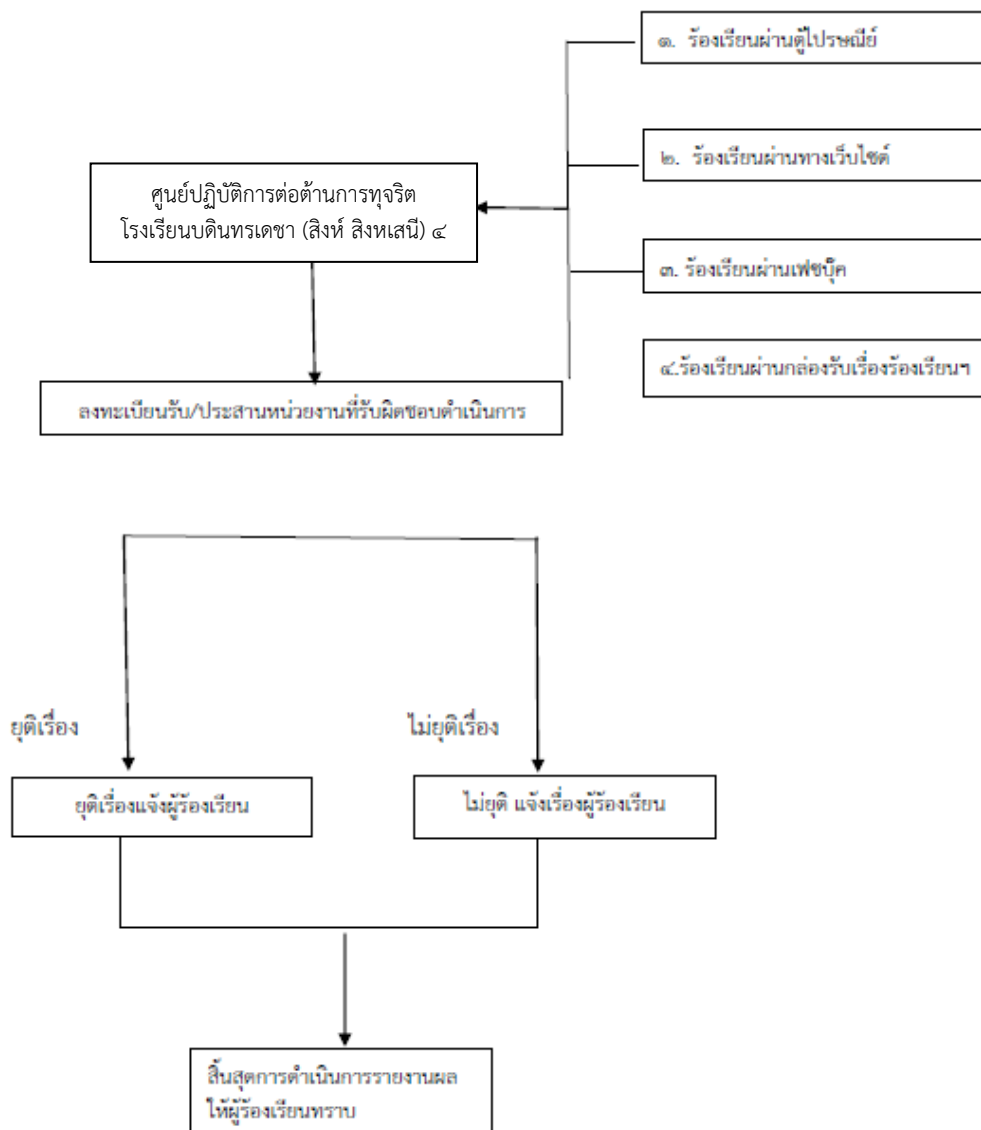 ๑. ร้องเรียนผ่านตู้ไปรษณีย์
๒. ร้องเรียนผ่านทางเว็บไซต์
ศูนย์ปฏิบัติการต่อต้านการทุจริต
โรงเรียนบดินทรเดชา (สิงห์ สิงหเสนี) ๔
๓. ร้องเรียนผ่านเฟซบุ๊ค
๔.ร้องเรียนผ่านกล่องรับเรื่องร้องเรียนฯ
ลงทะเบียนรับ/ประสานหน่วยงานที่รับผิดชอบดำเนินการ
ยุติเรื่อง
ไม่ยุติเรื่อง
ยุติเรื่องแจ้งผู้ร้องเรียน
ไม่ยุติ แจ้งเรื่องผู้ร้องเรียน
สิ้นสุดการดำเนินการรายงานผล
ให้ผู้ร้องเรียนทราบ